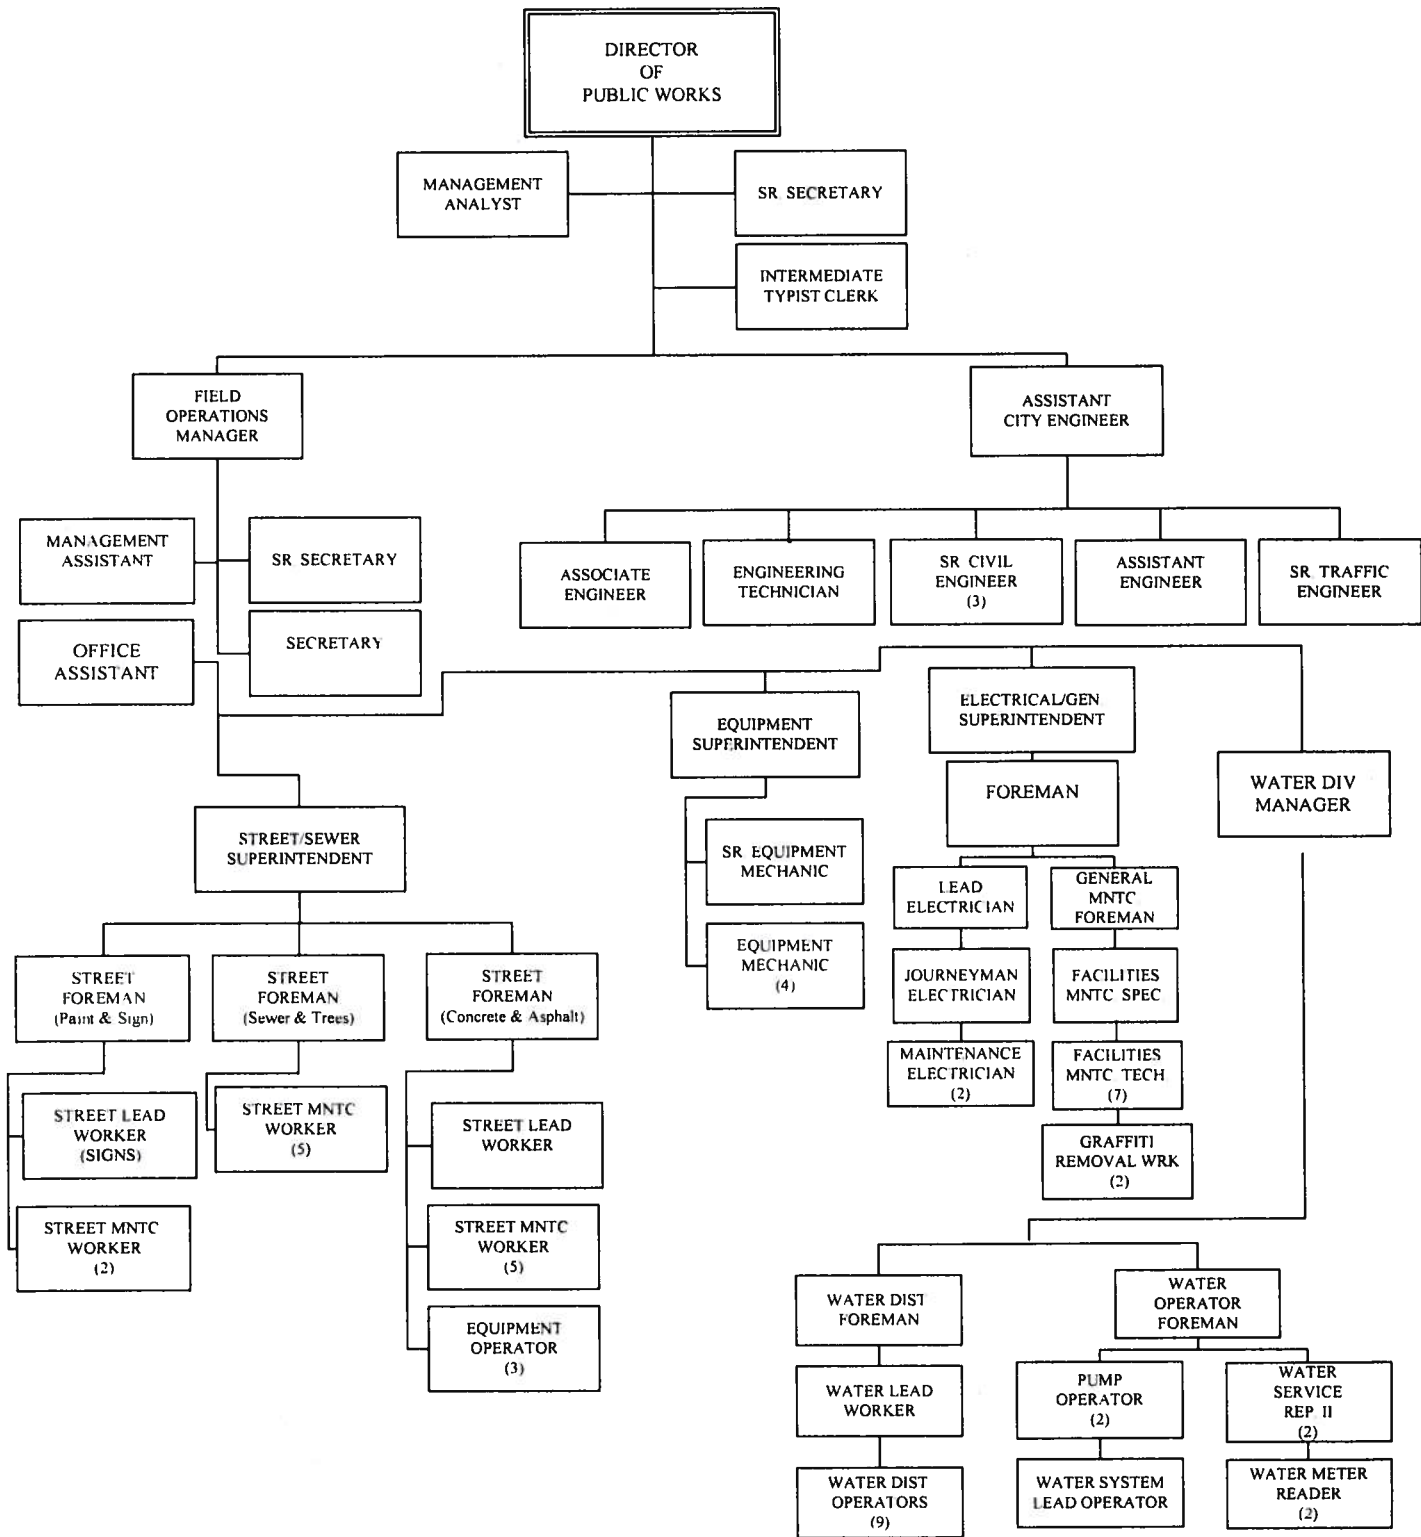 DIRECTOR
OF
PUBLIC WORKS
MANAGEMENT
ANALYST
SR. SECRETARY
INTERMEDIATE
TYPIST CLERK
FIELD
OPERATIONS
MANAGER
ASSISTANT
CITY ENGINEER
MANAGEMENT
ASSISTANT
SR SECRETARY
OFFICE
ASSISTANT
SECRETARY
ASSOCIATE
ENGINEER
ENGINEERING
TECHNICIAN
SR CIVIL
ENGINEER
(3)
ASSISTANT
ENGINEER
SR. TRAFFIC
ENGINEER
EQUIPMENT
SUPERINTENDENT
ELECTRICAL/GEN
SUPERINTENDENT
FOREMAN
WATER DIV
MANAGER
STREET/SEWER
SUPERINTENDENT
SR EQUIPMENT
MECHANIC
EQUIPMENT
MECHANIC
(4)
LEAD
ELECTRICIAN
GENERAL
MNTC
FOREMAN
JOURNEYMAN
ELECTRICIAN
FACILITIES
MNTC SPEC
MAINTENANCE
ELECTRICIAN
(2)
FACILITIES
MNTC TECH
(7)
GRAFFITI
REMOVAL WRK
(2)
STREET
FOREMAN
(Paint & Sign)
STREET
FOREMAN
(Sewer & Trees)
STREET
FOREMAN
(Concrete & Asphalt)
STREET LEAD
WORKER
(SIGNS)
STREET MNTC
WORKER
(5)
STREET LEAD
WORKER
STREET MNTC
WORKER
(2)
STREET MNTC
WORKER
(5)
EQUIPMENT
OPERATOR
(3)
WATER DIST
FOREMAN
WATER
OPERATOR
FOREMAN
WATER LEAD
WORKER
PUMP
OPERATOR
(2)
WATER
SERVICE
REP. II
(2)
WATER DIST
OPERATORS
(9)
WATER SYSTEM
LEAD OPERATOR
WATER METER
READER
(2)